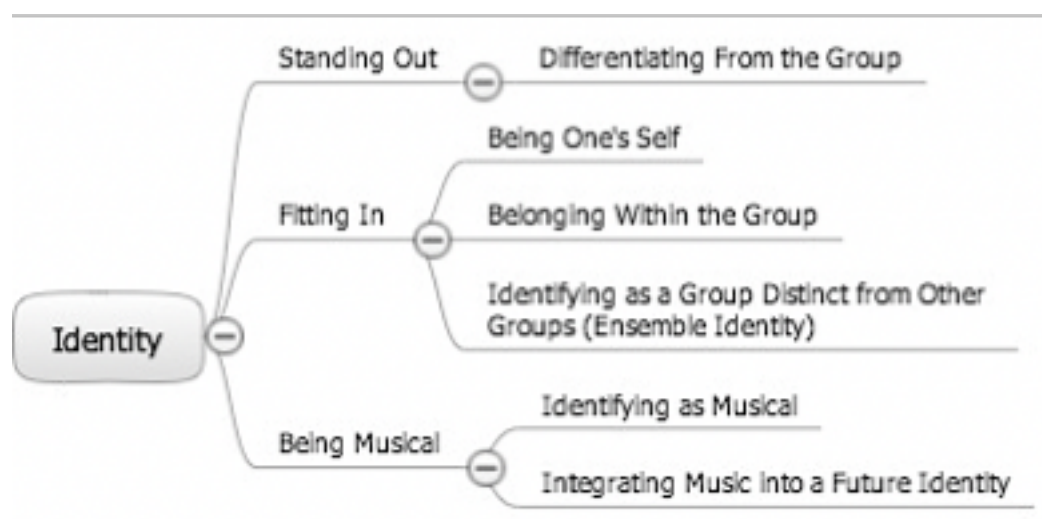 Standing Out
Differentiating From the Group
Being One's Self
Fitting In
Belonging Within the Group
Identifying as a Group Distinct from Other
Groups (Ensemble Identity)
Identity
Identifying as Musical
Being Musical
Integrating Music into a Future Identity